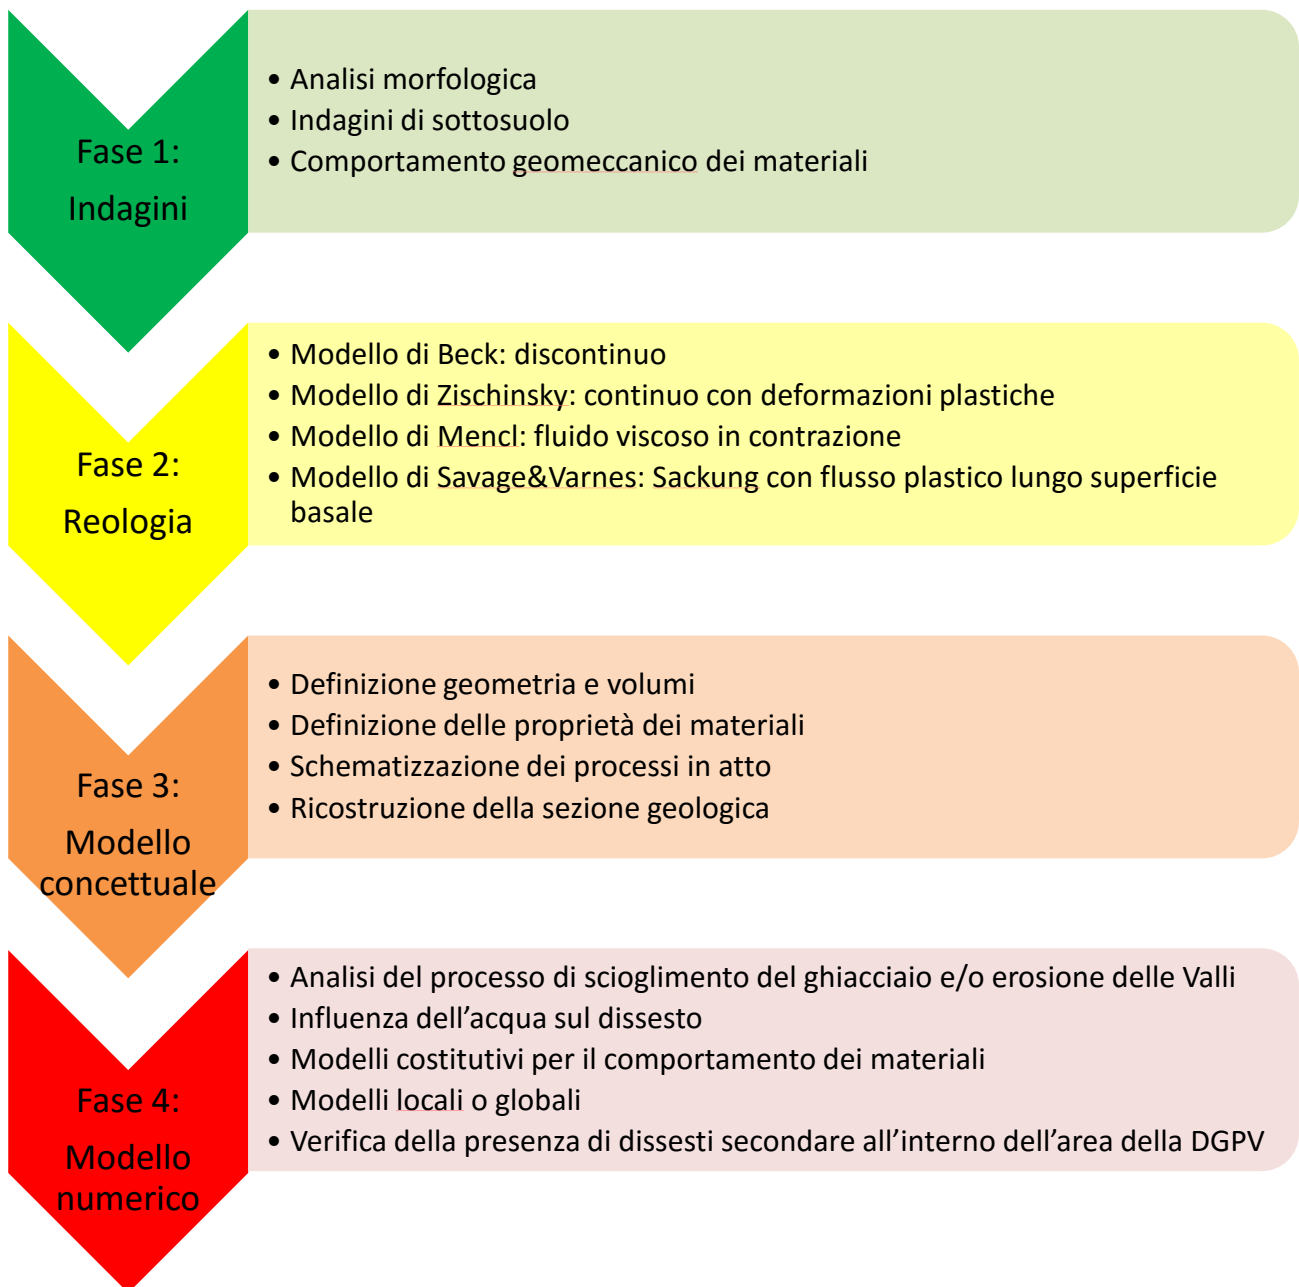 Fase 1:
Indagini
• Analisi morfologica
• Indagini di sottosuolo
• Comportamento geomeccanico dei materiali
Fase 2:
Reologia
• Modello di Beck: discontinuo
• Modello di Zischinsky: continuo con deformazioni plastiche
• Modello di Mencl: fluido viscoso in contrazione
• Modello di Savage&Varnes: Sackung con flusso plastico lungo superficie
basale
Fase 3:
Modello
concettuale
• Definizione geometria e volumi
• Definizione delle proprietà dei materiali
• Schematizzazione dei processi in atto
• Ricostruzione della sezione geologica
Fase 4:
Modello
numerico
• Analisi del processo di scioglimento del ghiacciaio e/o erosione delle Valli
• Influenza dell’acqua sul dissesto
• Modelli costitutivi per il comportamento dei materiali
• Modelli locali o globali
• Verifica della presenza di dissesti secondare all’interno dell’area della DGPV